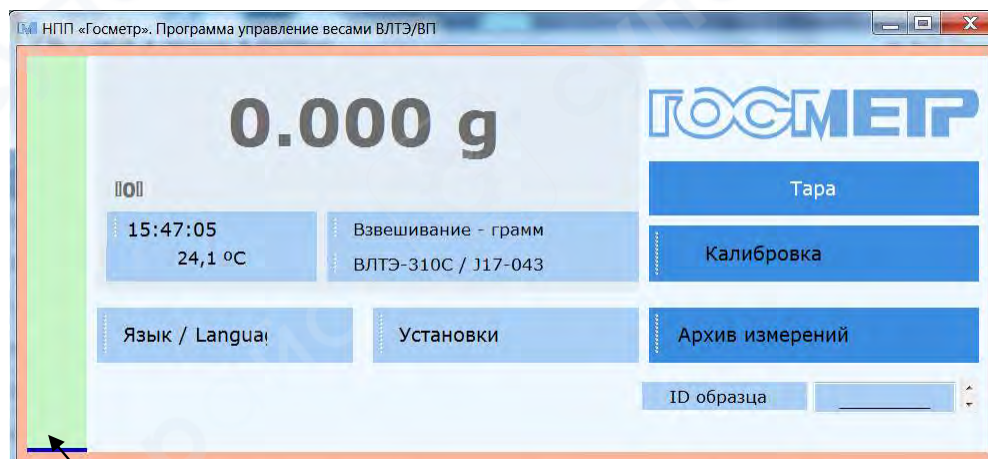 НПП «Госметр». Программа управление весами ВЛТЭ/ВП
0.000 g
ГОСМЕТР
Тара
15:47:05
24,1 ºC
Взвешивание - грамм
ВЛТЭ-310С / J17-043
Калибровка
Язык / Langua
Установки
Архив измерений
ID образца